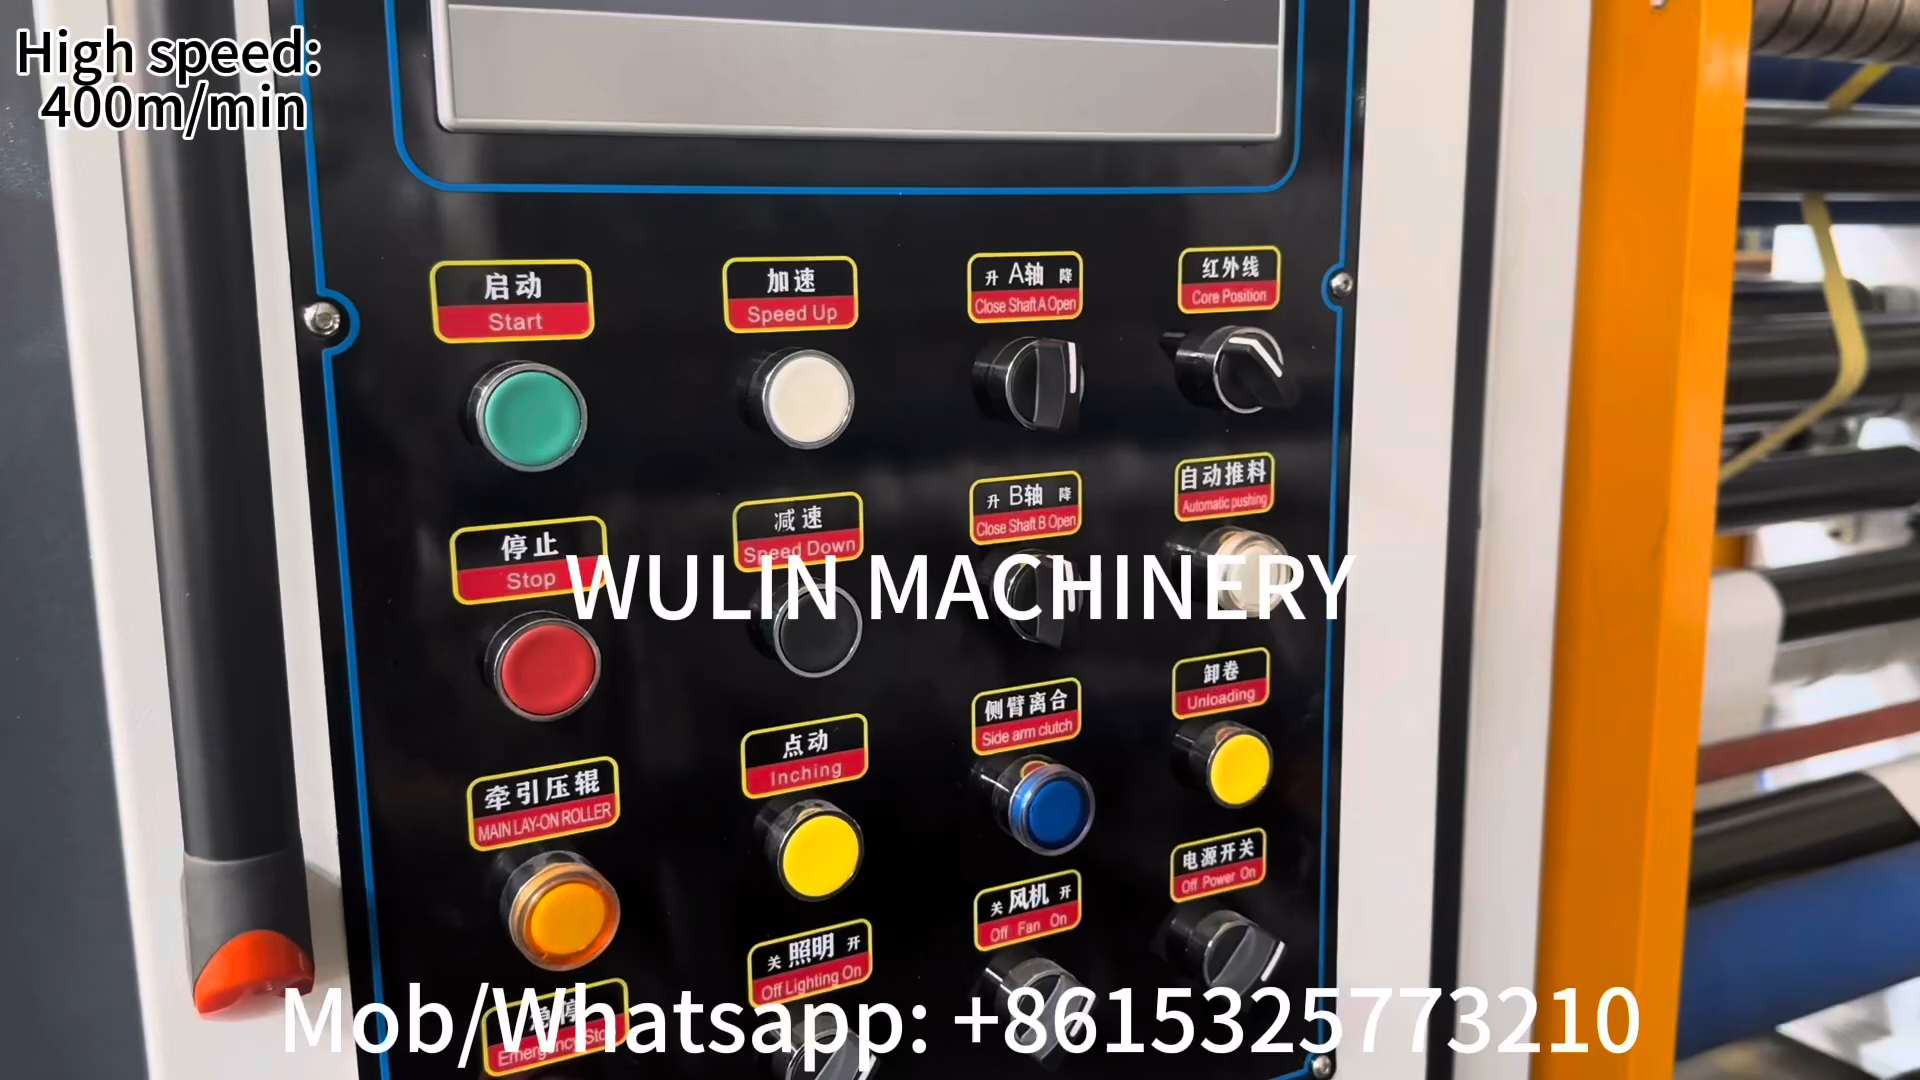 High speed:
400m/min
启动
Start
加速
Speed Up
升 A轴 降
Close Shaft A Open
红外线
Core Position
停止
Stop
减速
Speed Down
升 B轴 降
Close Shaft B Open
自动推料
Automatic pushing
WULIN MACHINERY
牵引压辊
MAIN LAY-ON ROLLER
点动
Inching
侧臂离合
Side arm clutch
卸卷
Unloading
关 照明 开
Off Lighting On
关 风机 开
Off Fan On
电源开关
Off Power On
急停
Emergency Stop
Mob/Whatsapp: +8615325773210